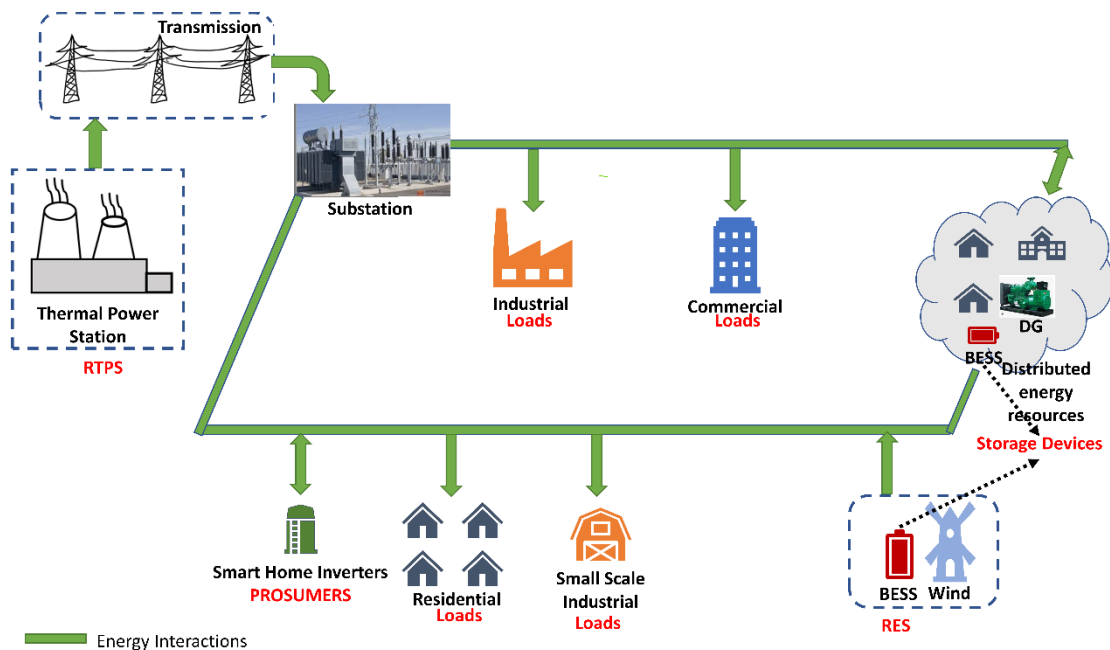 Transmission
Substation
Thermal Power
Station
RTPS
Industrial
Loads
Commercial
Loads
DG
BESS
Distributed
energy
resources
Storage Devices
Smart Home Inverters
PROSUMERS
Residential
Loads
Small Scale
Industrial
Loads
BESS Wind
RES
Energy Interactions